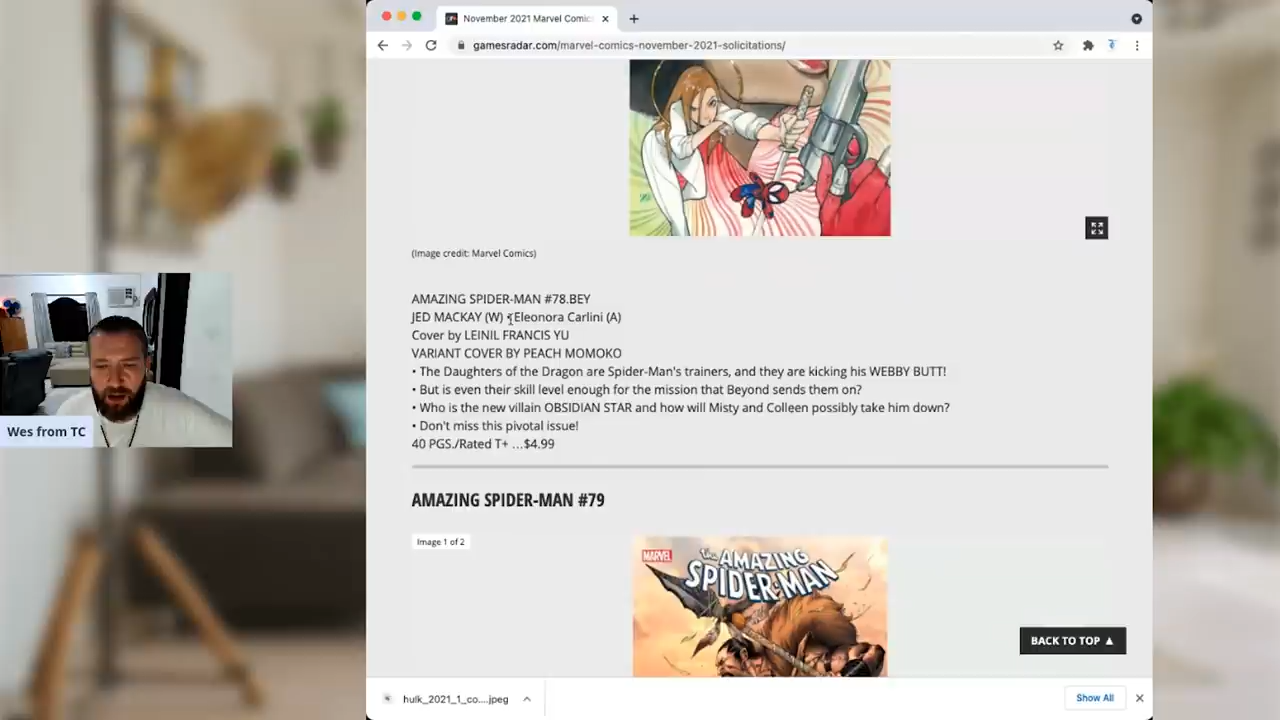 November 2021 Marvel Comic
gamesradar.com/marvel-comics-november-2021-solicitations/
(Image credit: Marvel Comics)
AMAZING SPIDER-MAN #78.BEY
JED MACKAY (W) • Eleonora Carlini (A)
Cover by LEINIL FRANCIS YU
VARIANT COVER BY PEACH MOMOKO
• The Daughters of the Dragon are Spider-Man's trainers, and they are kicking his WEBBY BUTT!
• But is even their skill level enough for the mission that Beyond sends them on?
• Who is the new villain OBSIDIAN STAR and how will Misty and Colleen possibly take him down?
• Don't miss this pivotal issue!
40 PGS./Rated T+ …$4.99
Wes from TC
AMAZING SPIDER-MAN #79
Image 1 of 2
MARVEL
the AMAZING
SPIDER-MAN
BACK TO TOP ▲
hulk_2021_1_co....jpeg
Show All